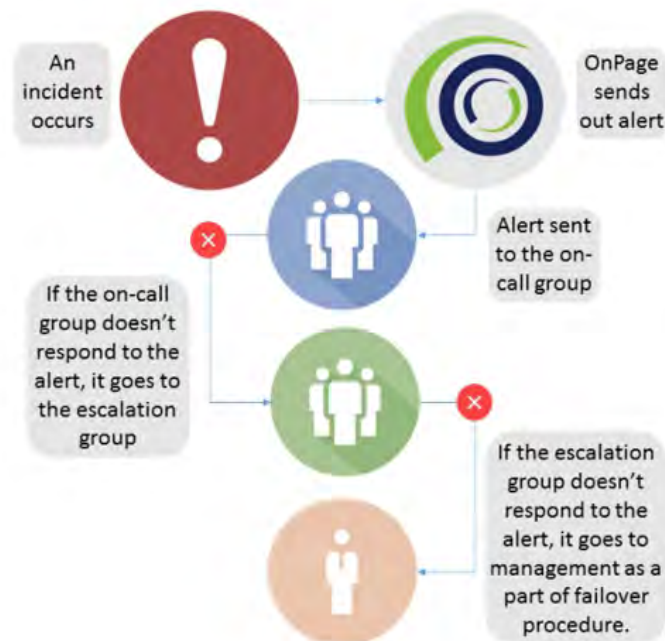 An
incident
occurs
OnPage
sends
out alert
Alert sent
to the on-
call group
If the on-call
group doesn’t
respond to the
alert, it goes to
the escalation
group
If the escalation
group doesn’t
respond to the
alert, it goes to
management as a
part of failover
procedure.